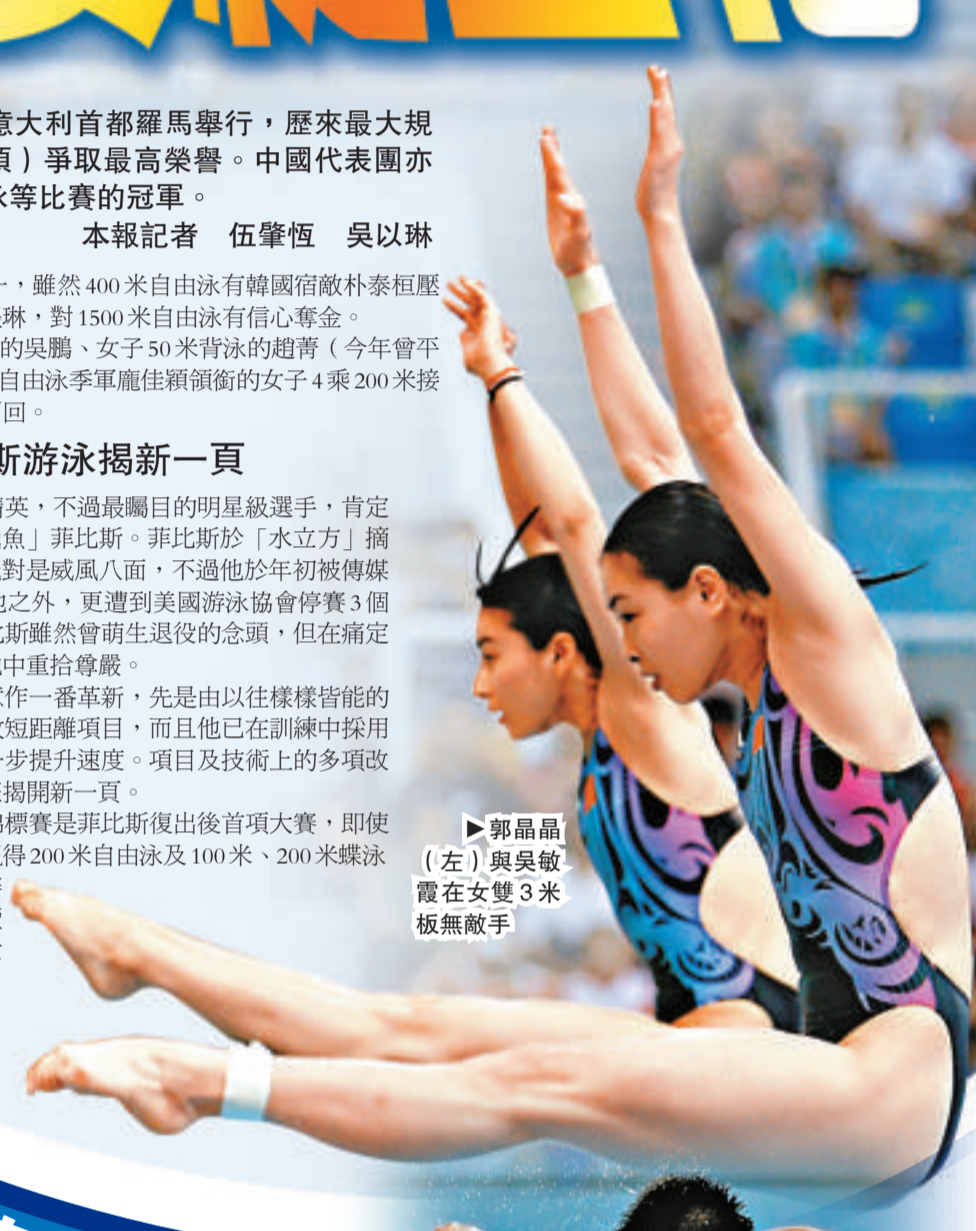 意大利首都羅馬舉行，歷來最大規
項）爭取最高榮譽。中國代表團亦
泳等比賽的冠軍。
本報記者　伍肇恆　吳以琳
，雖然400米自由泳有韓國宿敵朴泰桓壓
琳，對1500米自由泳有信心奪金。
的吳鵬、女子50米背泳的趙菁（今年曾平
自由泳季軍龐佳穎領銜的女子4乘200米接
回。
斯游泳揭新一頁
精英，不過最矚目的明星級選手，肯定
魚」菲比斯。菲比斯於「水立方」摘
對是威風八面，不過他於年初被傳媒
之外，更遭到美國游泳協會停賽3個
比斯雖然曾萌生退役的念頭，但在痛定
中重拾尊嚴。
作一番革新，先是由以往樣樣皆能的
短距離項目，而且他已在訓練中採用
步提升速度。項目及技術上的多項改
揭開新一頁。
錦標賽是菲比斯復出後首項大賽，即使
得200米自由泳及100米、200米蝶泳
▶郭晶晶
（左）與吳敏
霞在女雙3米
板無敵手